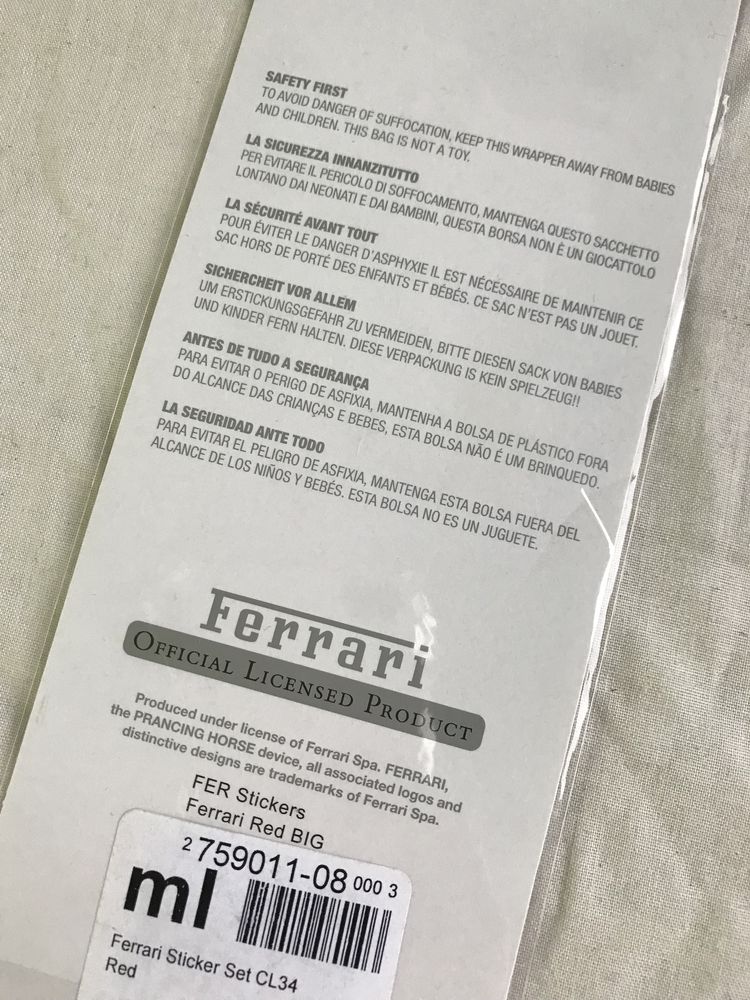 SAFETY FIRST
TO AVOID DANGER OF SUFFOCATION, KEEP THIS WRAPPER AWAY FROM BABIES
AND CHILDREN. THIS BAG IS NOT A TOY.
LA SICUREZZA INNANZITUTTO
PER EVITARE IL PERICOLO DI SOFFOCAMENTO, MANTENGA QUESTO SACCHETTO
LONTANO DAI NEONATI E DAI BAMBINI, QUESTA BORSA NON È UN GIOCATTOLO
LA SÉCURITÉ AVANT TOUT
POUR ÉVITER LE DANGER D'ASPHYXIE IL EST NÉCESSAIRE DE MAINTENIR CE
SAC HORS DE PORTÉ DES ENFANTS ET BÉBÉS. CE SAC N'EST PAS UN JOUET.
SICHERCHEIT VOR ALLEM
UM ERSTICKUNGSGEFAHR ZU VERMEIDEN, BITTE DIESEN SACK VON BABIES
UND KINDER FERN HALTEN. DIESE VERPACKUNG IS KEIN SPIELZEUG!!
ANTES DE TUDO A SEGURANÇA
PARA EVITAR O PERIGO DE ASFIXIA, MANTENHA A BOLSA DE PLÁSTICO FORA
DO ALCANCE DAS CRIANÇAS E BEBES, ESTA BOLSA NÃO É UM BRINQUEDO.
LA SEGURIDAD ANTE TODO
PARA EVITAR EL PELIGRO DE ASFIXIA, MANTENGA ESTA BOLSA FUERA DEL
ALCANCE DE LOS NIÑOS Y BEBÉS. ESTA BOLSA NO ES UN JUGUETE.
Ferrari
OFFICIAL LICENSED PRODUCT
Produced under license of Ferrari Spa. FERRARI,
the PRANCING HORSE device, all associated logos and
distinctive designs are trademarks of Ferrari Spa.
FER Stickers
Ferrari Red BIG
2 759011-08 000 3
ml
Ferrari Sticker Set CL34
Red